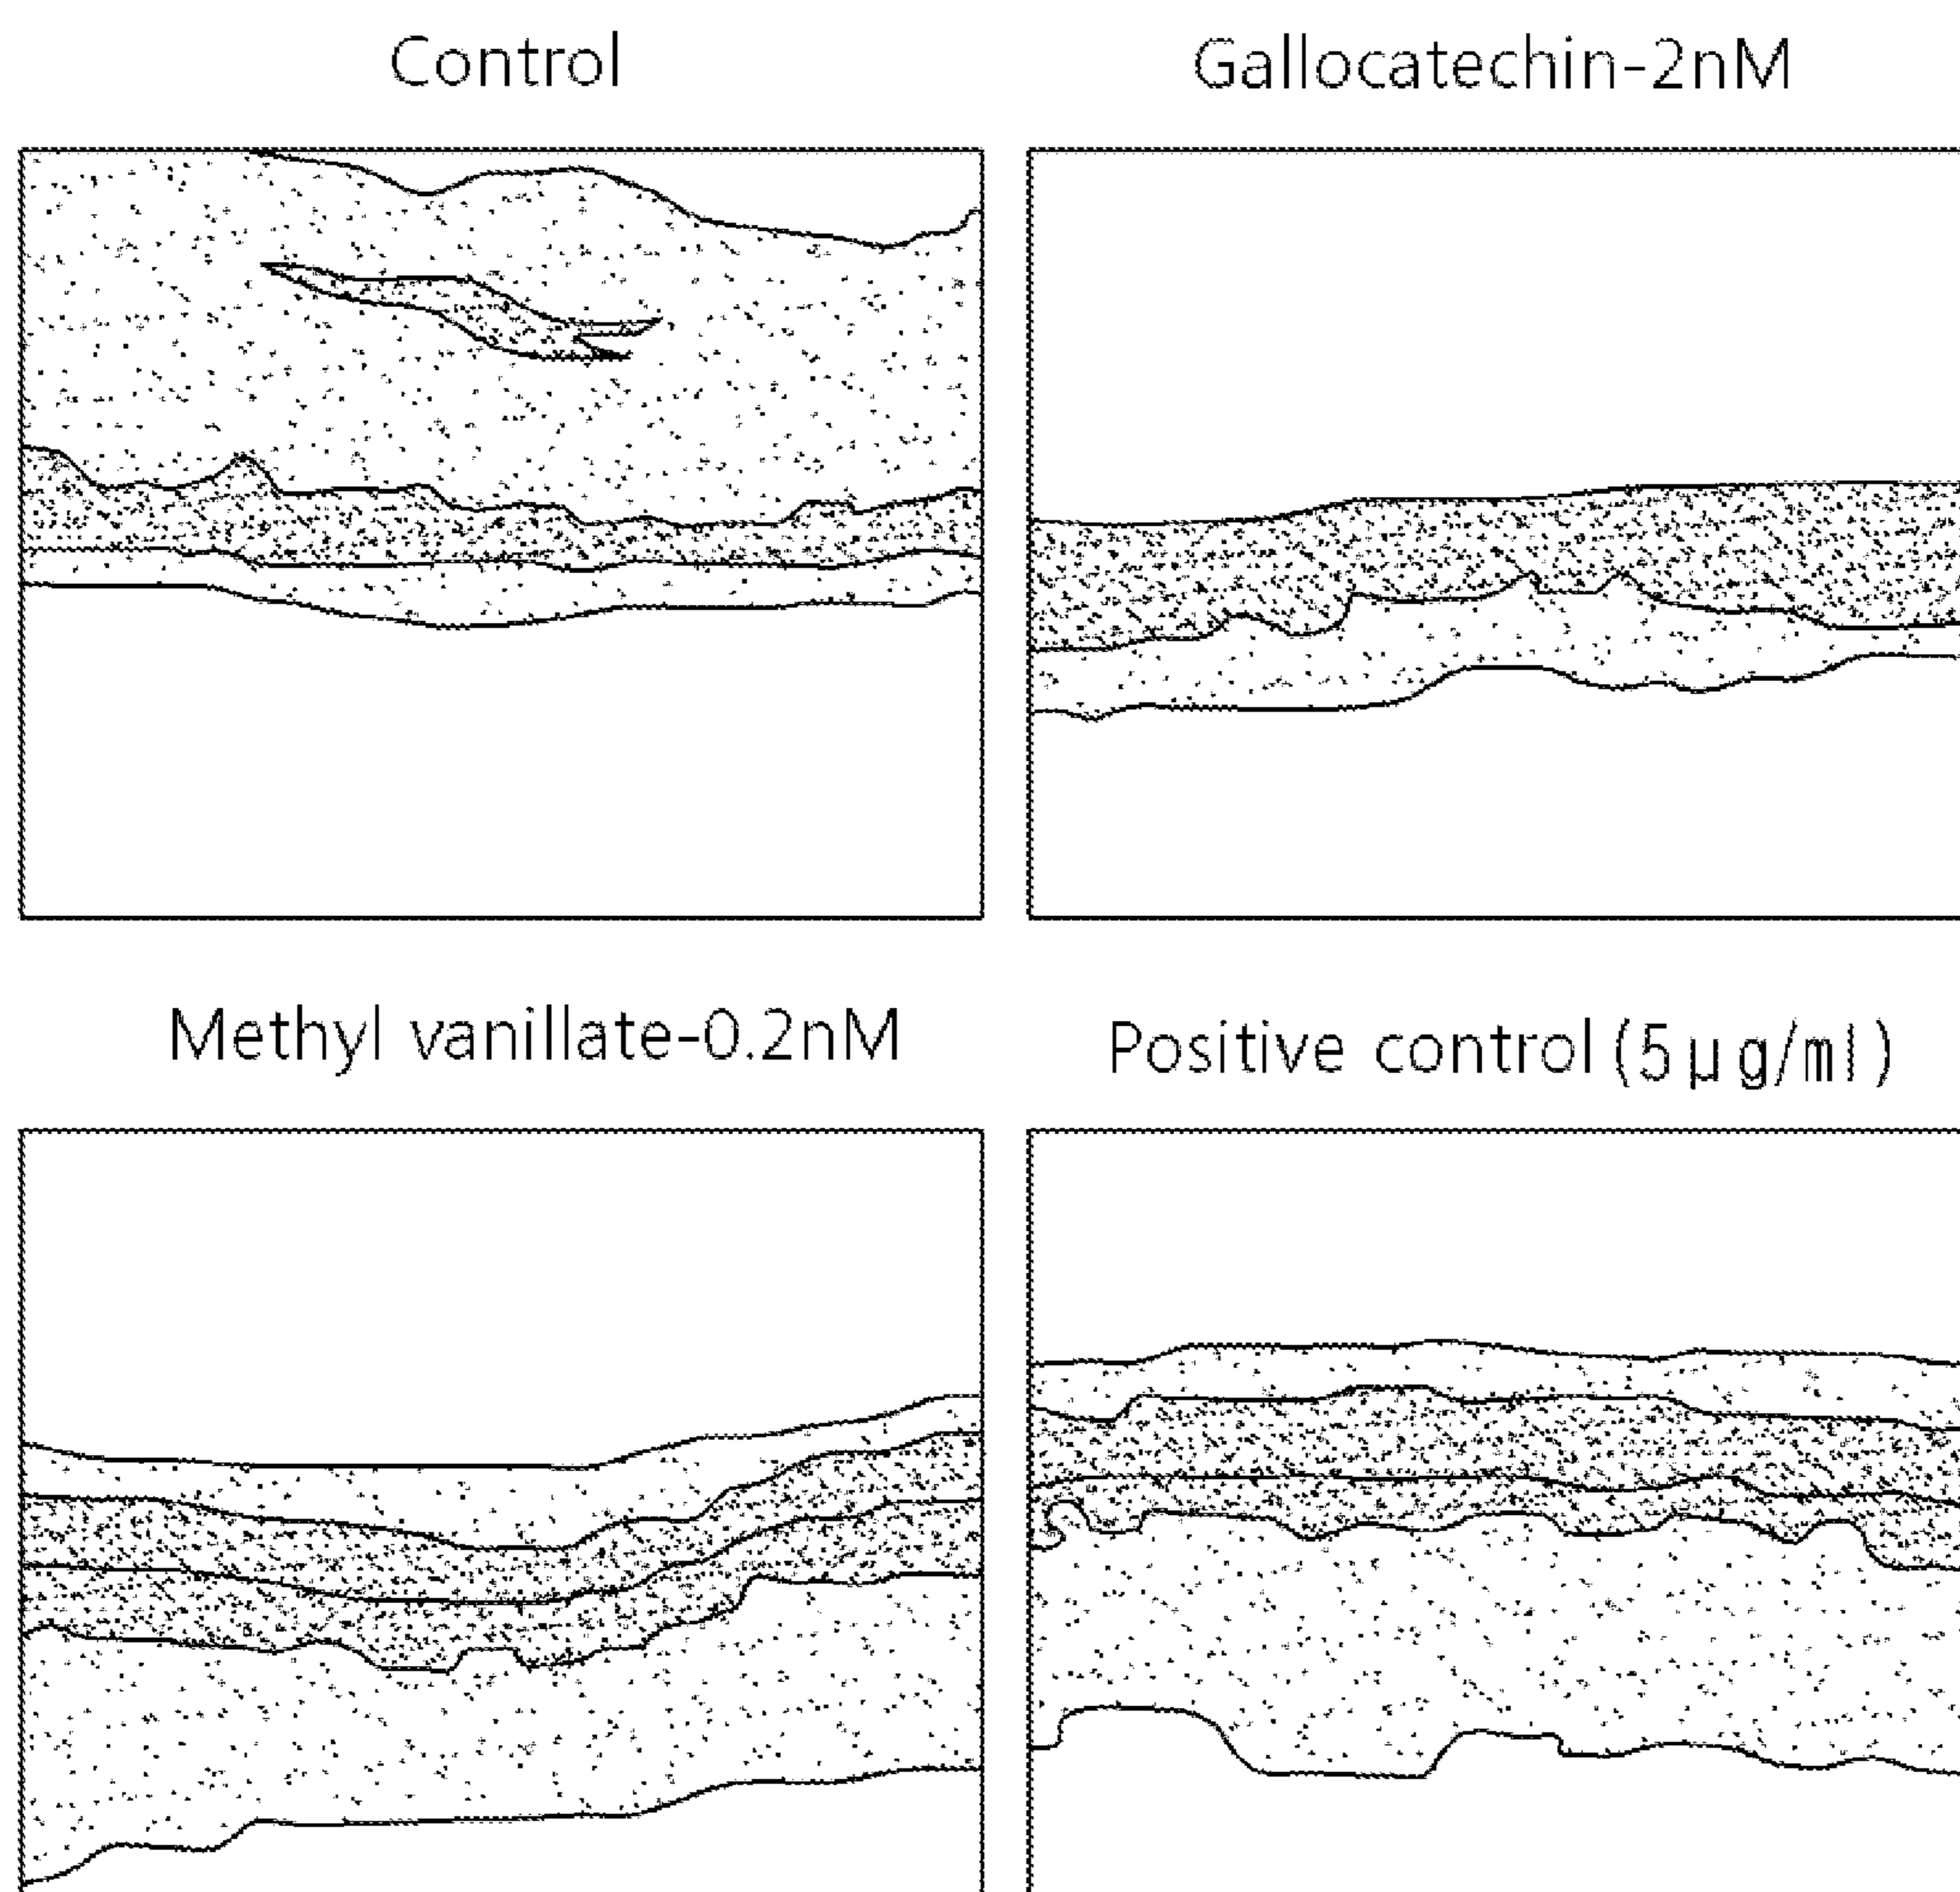 Control
Gallocatechin-2nM
Methyl vanillate-0.2nM
Positive control (5μg/ml)